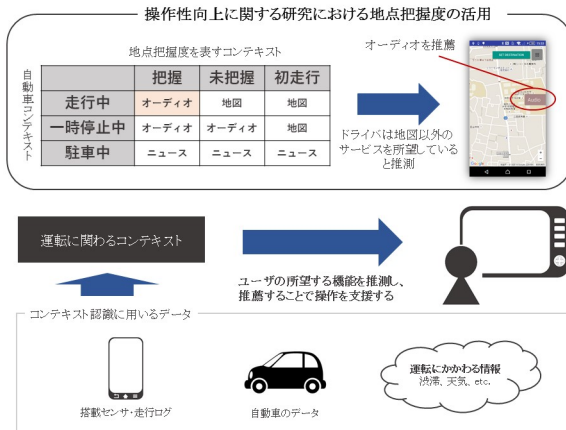 操作性向上に関する研究における地点把握度の活用
地点把握度を表すコンテキスト
自動車コンテキスト
把握 未把握 初走行
走行中 オーディオ 地図 地図
一時停止中 オーディオ オーディオ 地図
駐車中 ニュース ニュース ニュース
オーディオを推薦
Audio
ドライバは地図以外の
サービスを所望している
と推測
運転に関わるコンテキスト
ユーザの所望する機能を推測し、
推薦することで操作を支援する
コンテキスト認識に用いるデータ
搭載センサ・走行ログ
自動車のデータ
運転にかかわる情報
渋滞、天気、etc.